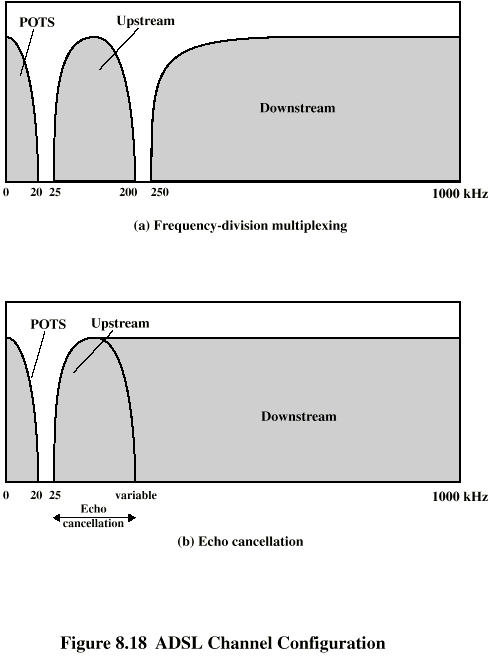 POTS Upstream
Downstream
0 20 25 200 250 1000 kHz
(a) Frequency-division multiplexing
POTS Upstream
Downstream
0 20 25 variable 1000 kHz
Echo
cancellation
(b) Echo cancellation
Figure 8.18 ADSL Channel Configuration